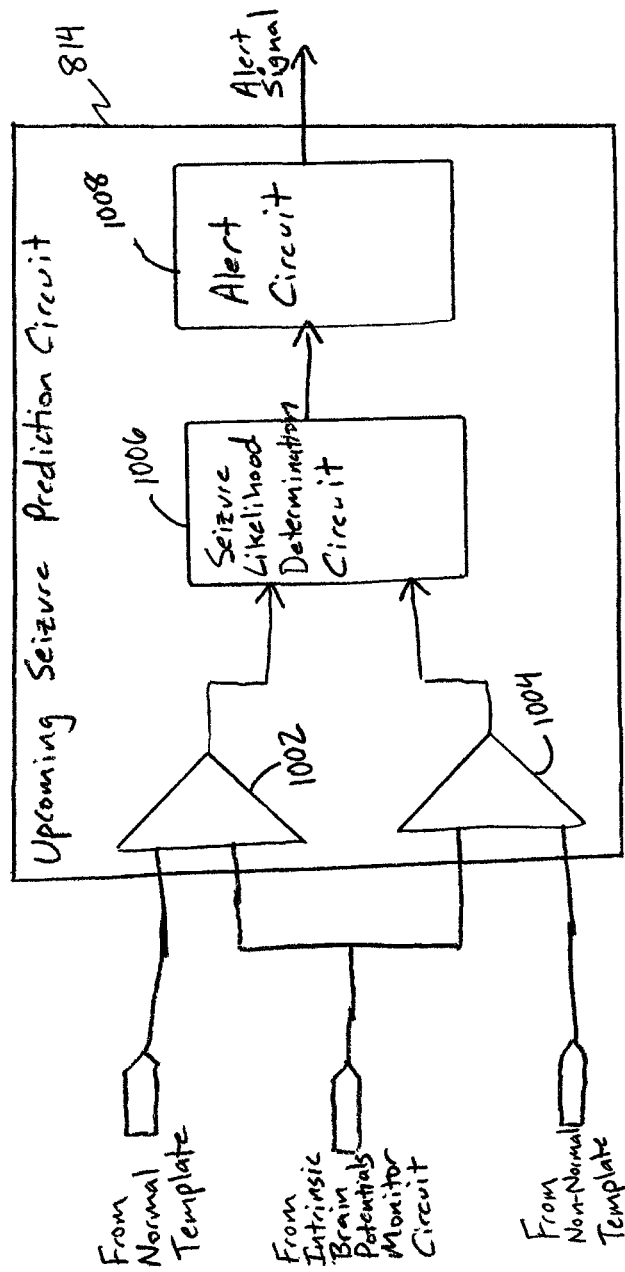 Upcoming Seizure Prediction Circuit
814
From
Normal
Template
From
Intrinsic
Brain
Potentials
Monitor
Circuit
From
Non-Normal
Template
1002
1004
1006
Seizure
Likelihood
Determination
Circuit
1008
Alert
Circuit
Alert
Signal